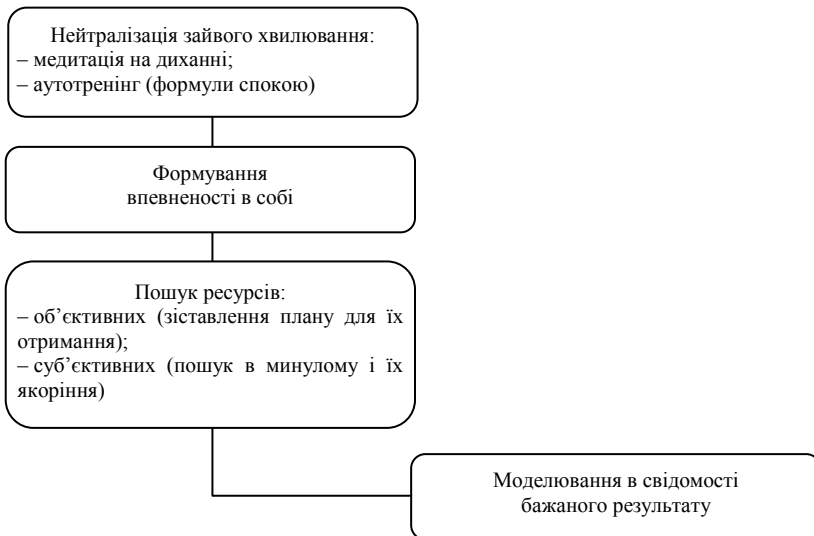 Нейтралізація зайвого хвилювання:
– медитація на диханні;
– аутотренінг (формули спокою)
Формування
впевненості в собі
Пошук ресурсів:
– об’єктивних (зіставлення плану для їх
отримання);
– суб’єктивних (пошук в минулому і їх
якоріння)
Моделювання в свідомості
бажаного результату